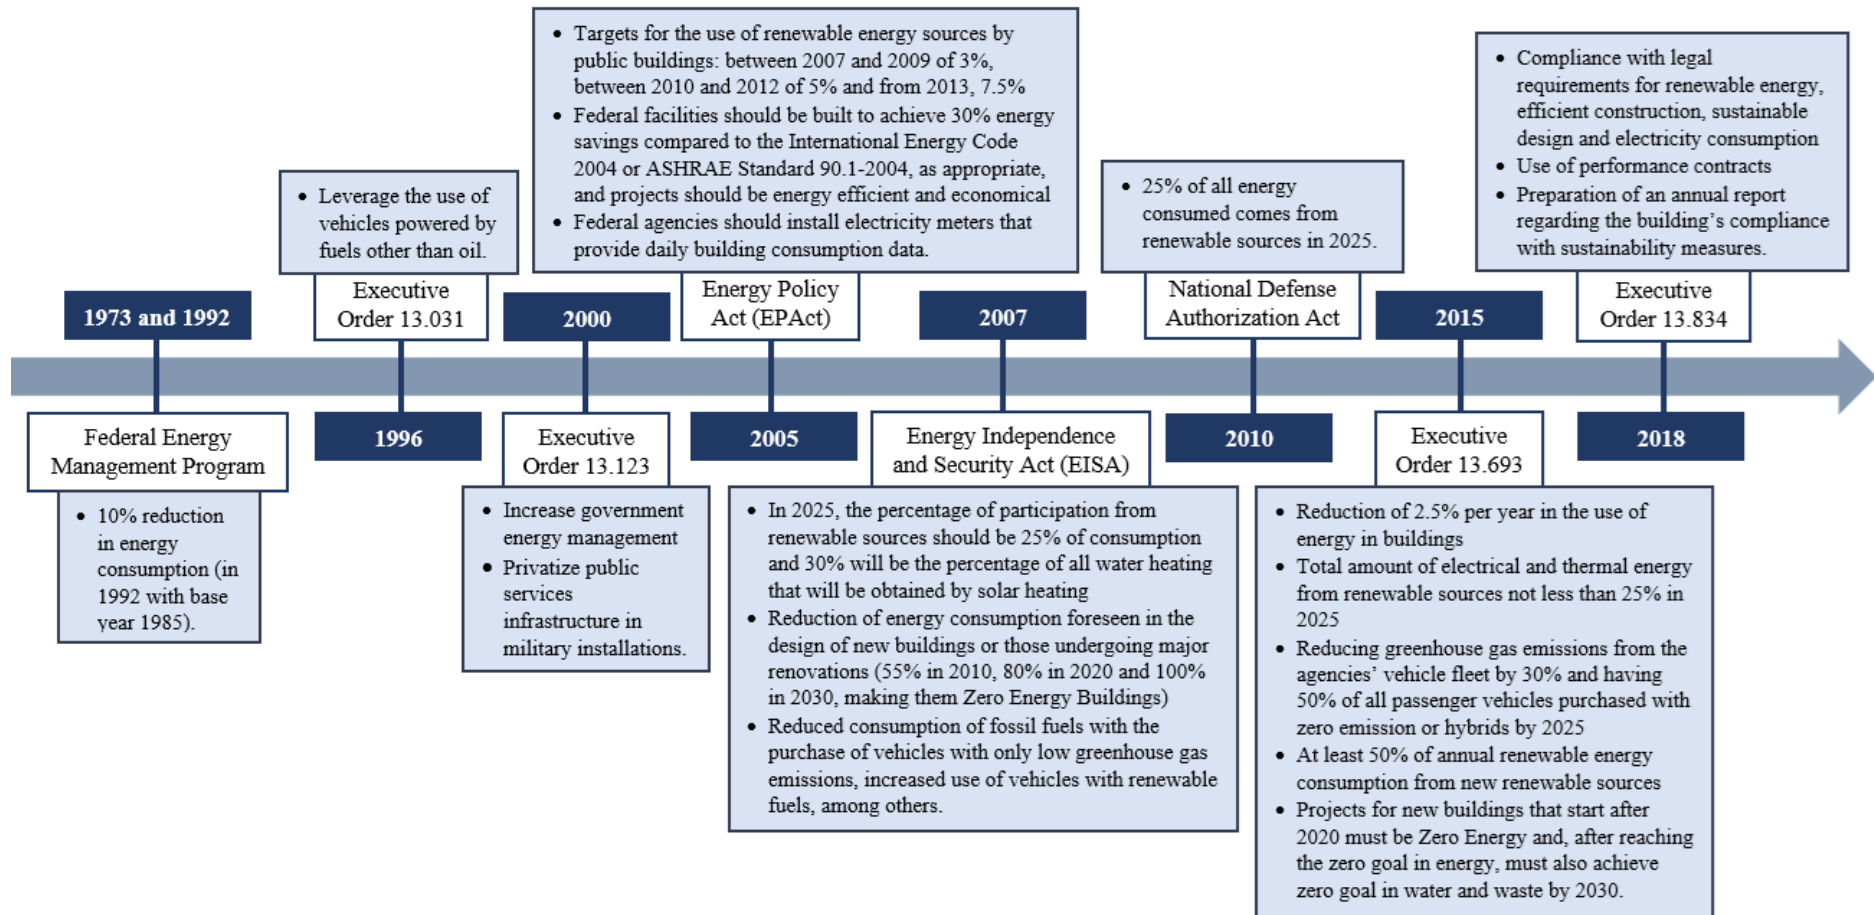 1973 and 1992
Federal Energy
Management Program
• 10% reduction
in energy
consumption (in
1992 with base
year 1985).
• Leverage the use of
vehicles powered by
fuels other than oil.
Executive
Order 13.031
1996
2000
Executive
Order 13.123
• Increase government
energy management
• Privatize public
services
infrastructure in
military installations.
• Targets for the use of renewable energy sources by
public buildings: between 2007 and 2009 of 3%,
between 2010 and 2012 of 5% and from 2013, 7.5%
• Federal facilities should be built to achieve 30% energy
savings compared to the International Energy Code
2004 or ASHRAE Standard 90.1-2004, as appropriate,
and projects should be energy efficient and economical
• Federal agencies should install electricity meters that
provide daily building consumption data.
Energy Policy
Act (EPAct)
2005
2007
Energy Independence
and Security Act (EISA)
• In 2025, the percentage of participation from
renewable sources should be 25% of consumption
and 30% will be the percentage of all water heating
that will be obtained by solar heating
• Reduction of energy consumption foreseen in the
design of new buildings or those undergoing major
renovations (55% in 2010, 80% in 2020 and 100%
in 2030, making them Zero Energy Buildings)
• Reduced consumption of fossil fuels with the
purchase of vehicles with only low greenhouse gas
emissions, increased use of vehicles with renewable
fuels, among others.
• 25% of all energy
consumed comes from
renewable sources in 2025.
National Defense
Authorization Act
2010
2015
Executive
Order 13.693
• Reduction of 2.5% per year in the use of
energy in buildings
• Total amount of electrical and thermal energy
from renewable sources not less than 25% in
2025
• Reducing greenhouse gas emissions from the
agencies' vehicle fleet by 30% and having
50% of all passenger vehicles purchased with
zero emission or hybrids by 2025
• At least 50% of annual renewable energy
consumption from new renewable sources
• Projects for new buildings that start after
2020 must be Zero Energy and, after reaching
the zero goal in energy, must also achieve
zero goal in water and waste by 2030.
• Compliance with legal
requirements for renewable energy,
efficient construction, sustainable
design and electricity consumption
• Use of performance contracts
• Preparation of an annual report
regarding the building's compliance
with sustainability measures.
Executive
Order 13.834
2018